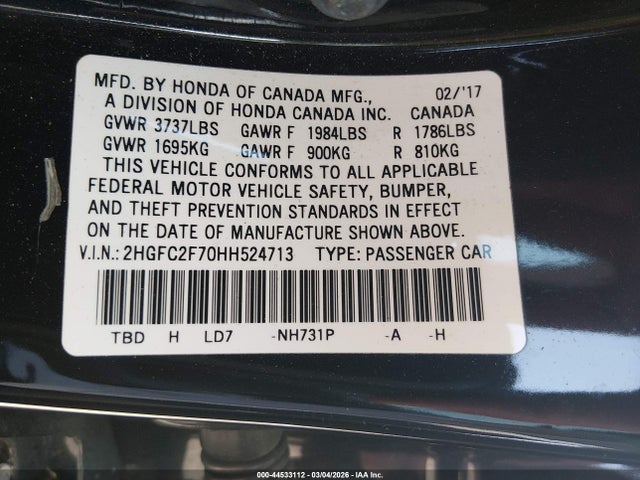 MFD. BY HONDA OF CANADA MFG., 02/'17
A DIVISION OF HONDA CANADA INC. CANADA
GVWR 3737LBS GAWR F 1984LBS R 1786LBS
GVWR 1695KG GAWR F 900KG R 810KG
THIS VEHICLE CONFORMS TO ALL APPLICABLE
FEDERAL MOTOR VEHICLE SAFETY, BUMPER,
AND THEFT PREVENTION STANDARDS IN EFFECT
ON THE DATE OF MANUFACTURE SHOWN ABOVE.
V.I.N.: 2HGFC2F70HH524713 TYPE: PASSENGER CAR
TBD H LD7 -NH731P -A -H
000-44533112 - 03/04/2026 - IAA Inc.